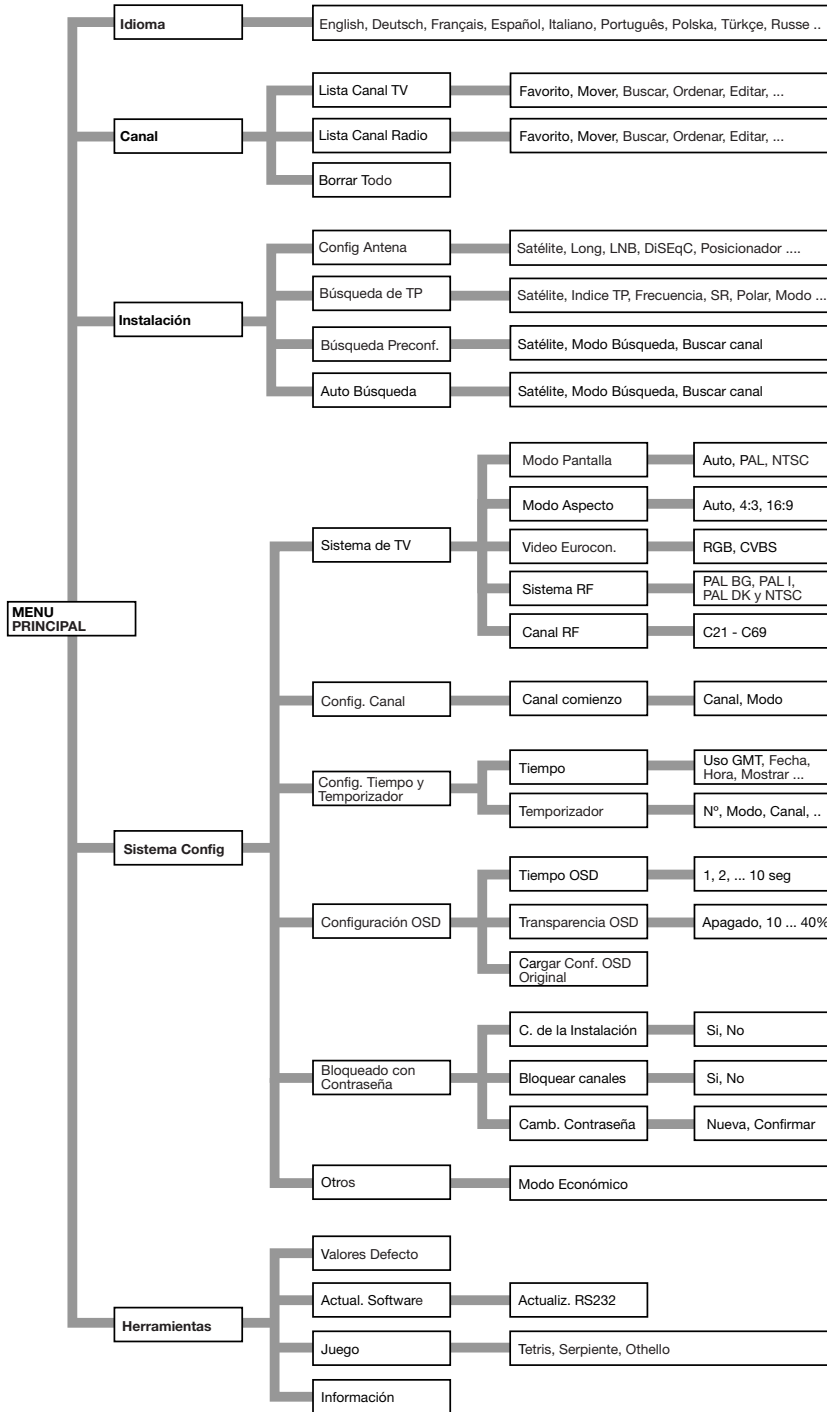 Idioma
English, Deutsch, Français, Español, Italiano, Português, Polska, Türkçe, Russe ..
Canal
Lista Canal TV
Favorito, Mover, Buscar, Ordenar, Editar, ...
Lista Canal Radio
Favorito, Mover, Buscar, Ordenar, Editar, ...
Borrar Todo
Instalación
Config Antena
Satélite, Long, LNB, DiSEqC, Posicionador ....
Búsqueda de TP
Satélite, Indice TP, Frecuencia, SR, Polar, Modo ...
Búsqueda Preconf.
Satélite, Modo Búsqueda, Buscar canal
Auto Búsqueda
Satélite, Modo Búsqueda, Buscar canal
MENU
PRINCIPAL
Sistema Config
Sistema de TV
Modo Pantalla
Auto, PAL, NTSC
Modo Aspecto
Auto, 4:3, 16:9
Video Eurocon.
RGB, CVBS
Sistema RF
PAL BG, PAL I,
PAL DK y NTSC
Canal RF
C21 - C69
Config. Canal
Canal comienzo
Canal, Modo
Config. Tiempo y
Temporizador
Tiempo
Uso GMT, Fecha,
Hora, Mostrar ...
Temporizador
Nº, Modo, Canal, ..
Configuración OSD
Tiempo OSD
1, 2, ... 10 seg
Transparencia OSD
Apagado, 10 ... 40%
Cargar Conf. OSD
Original
Bloqueado con
Contraseña
C. de la Instalación
Si, No
Bloquear canales
Si, No
Camb. Contraseña
Nueva, Confirmar
Otros
Modo Económico
Herramientas
Valores Defecto
Actual. Software
Actualiz. RS232
Juego
Tetris, Serpiente, Othello
Información